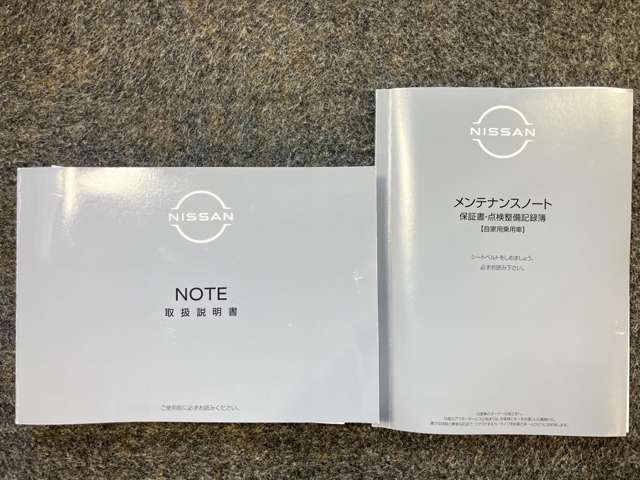 NISSAN
NOTE
取扱説明書
ご使用前に必ずお読みください。
NISSAN
メンテナンスノート
保証書・点検整備記録簿
【自家用乗用車】
シートベルトをしめましょう。
必ずお読み下さい。